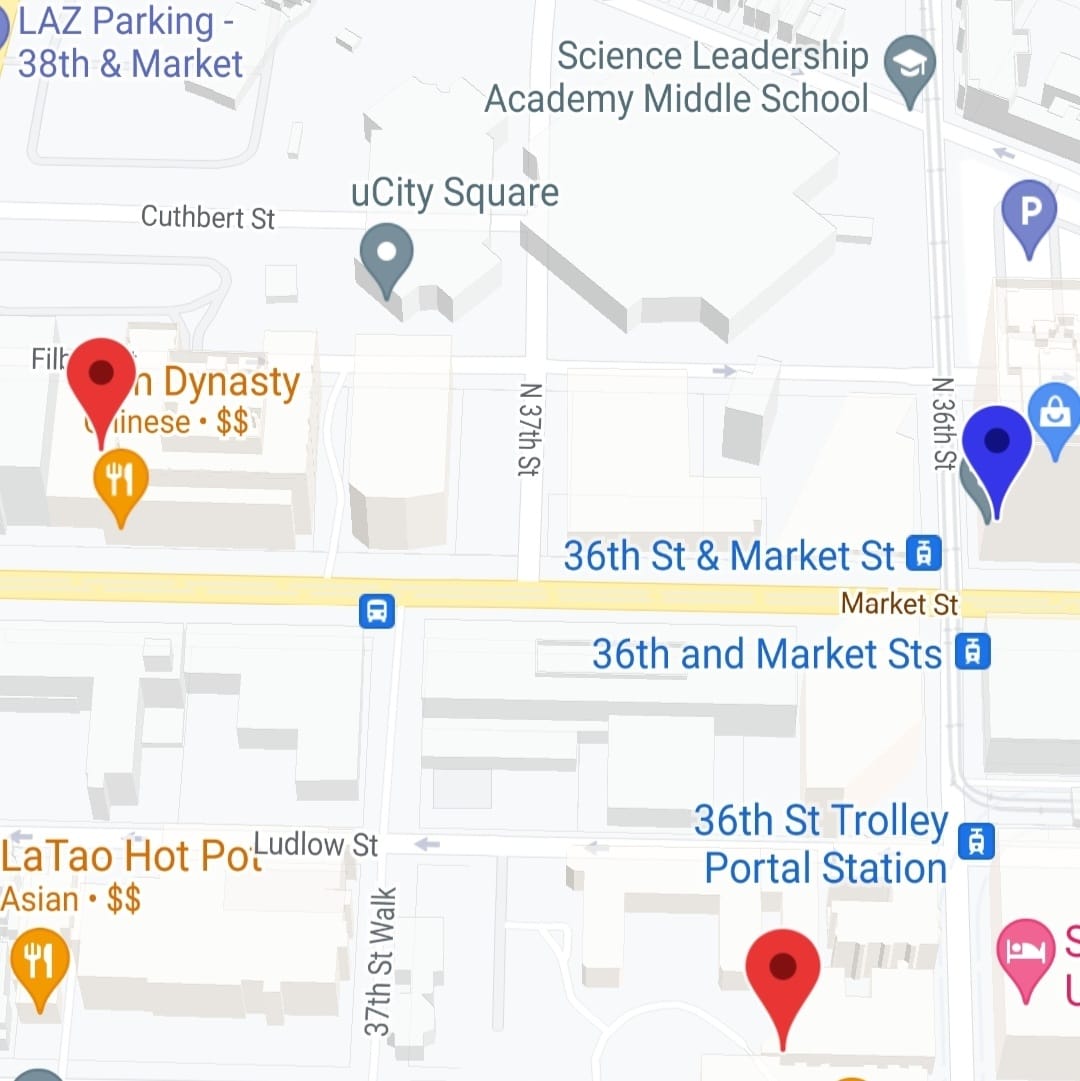 LAZ Parking -
38th & Market
Science Leadership
Academy Middle School
uCity Square
Cuthbert St
P
Dynasty
$$
N 37th St
N 36th St
36th St & Market St
Market St
36th and Market Sts
36th St Trolley
Portal Station
Ludlow St
LaTao Hot Pot
Asian • $$
37th St Walk